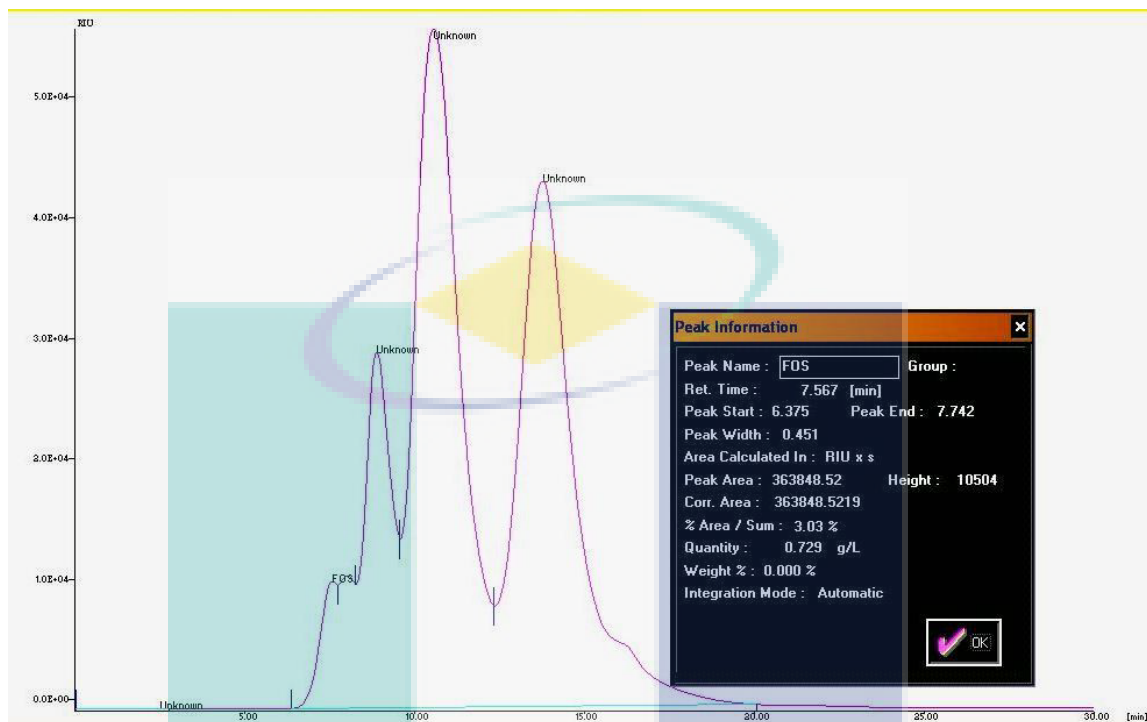 RIU
Unknown
5.0E+04
4.0E+04
Unknown
3.0E+04
Unknown
2.0E+04
1.0E+04
FOS
0.0E+00
Unknown
5:00 10:00 15:00 20:00 25:00 30:00 [min]
Peak Information
Peak Name : FOS Group :
Ret. Time : 7.567 [min]
Peak Start : 6.375 Peak End : 7.742
Peak Width : 0.451
Area Calculated In : RIU x s
Peak Area : 363848.52 Height : 10504
Corr. Area : 363848.5219
% Area / Sum : 3.03 %
Quantity : 0.729 g/L
Weight % : 0.000 %
Integration Mode : Automatic
OK